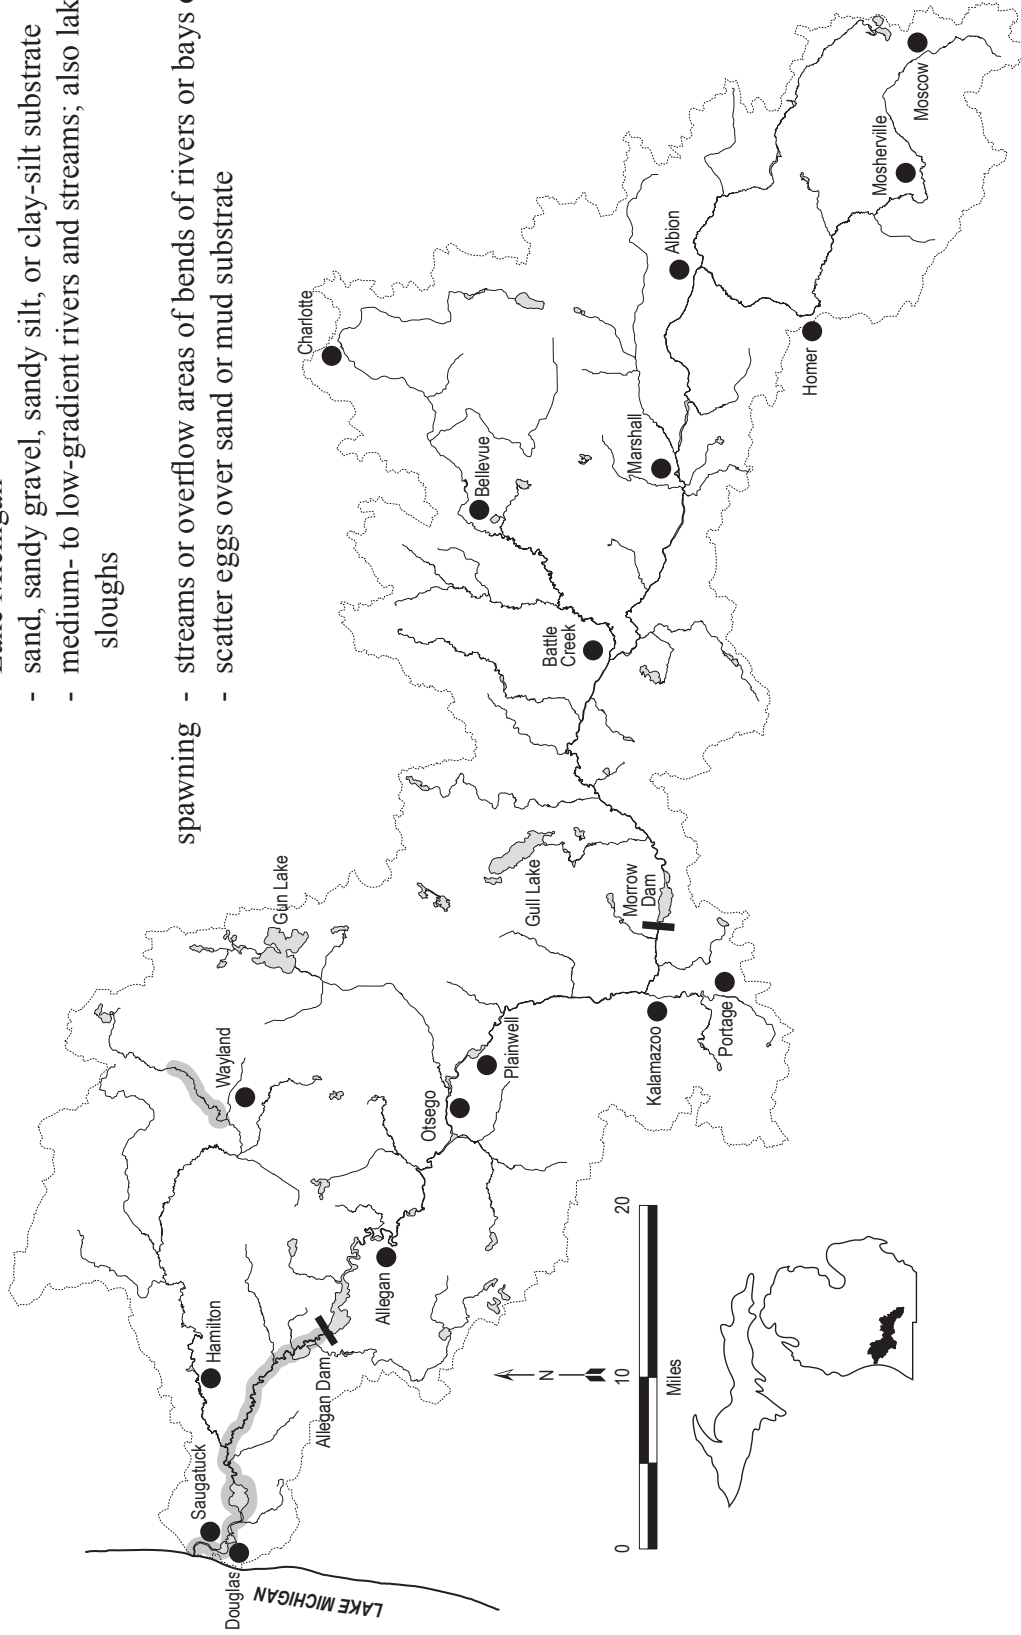 Lake Michigan
- sand, sandy gravel, sandy silt, or clay-silt substrate
- medium- to low-gradient rivers and streams; also lak
sloughs
spawning - streams or overflow areas of bends of rivers or bays
- scatter eggs over sand or mud substrate
Charlotte
Gun Lake
Wayland
Hamilton
Saugatuck
Douglas
LAKE MICHIGAN
Allegan Dam
Allegan
Otsego
Plainwell
Gull Lake
Morrow
Dam
Kalamazoo
Portage
Battle
Creek
Bellevue
Marshall
Albion
Homer
Mosherville
Moscow
N
0
10
20
Miles